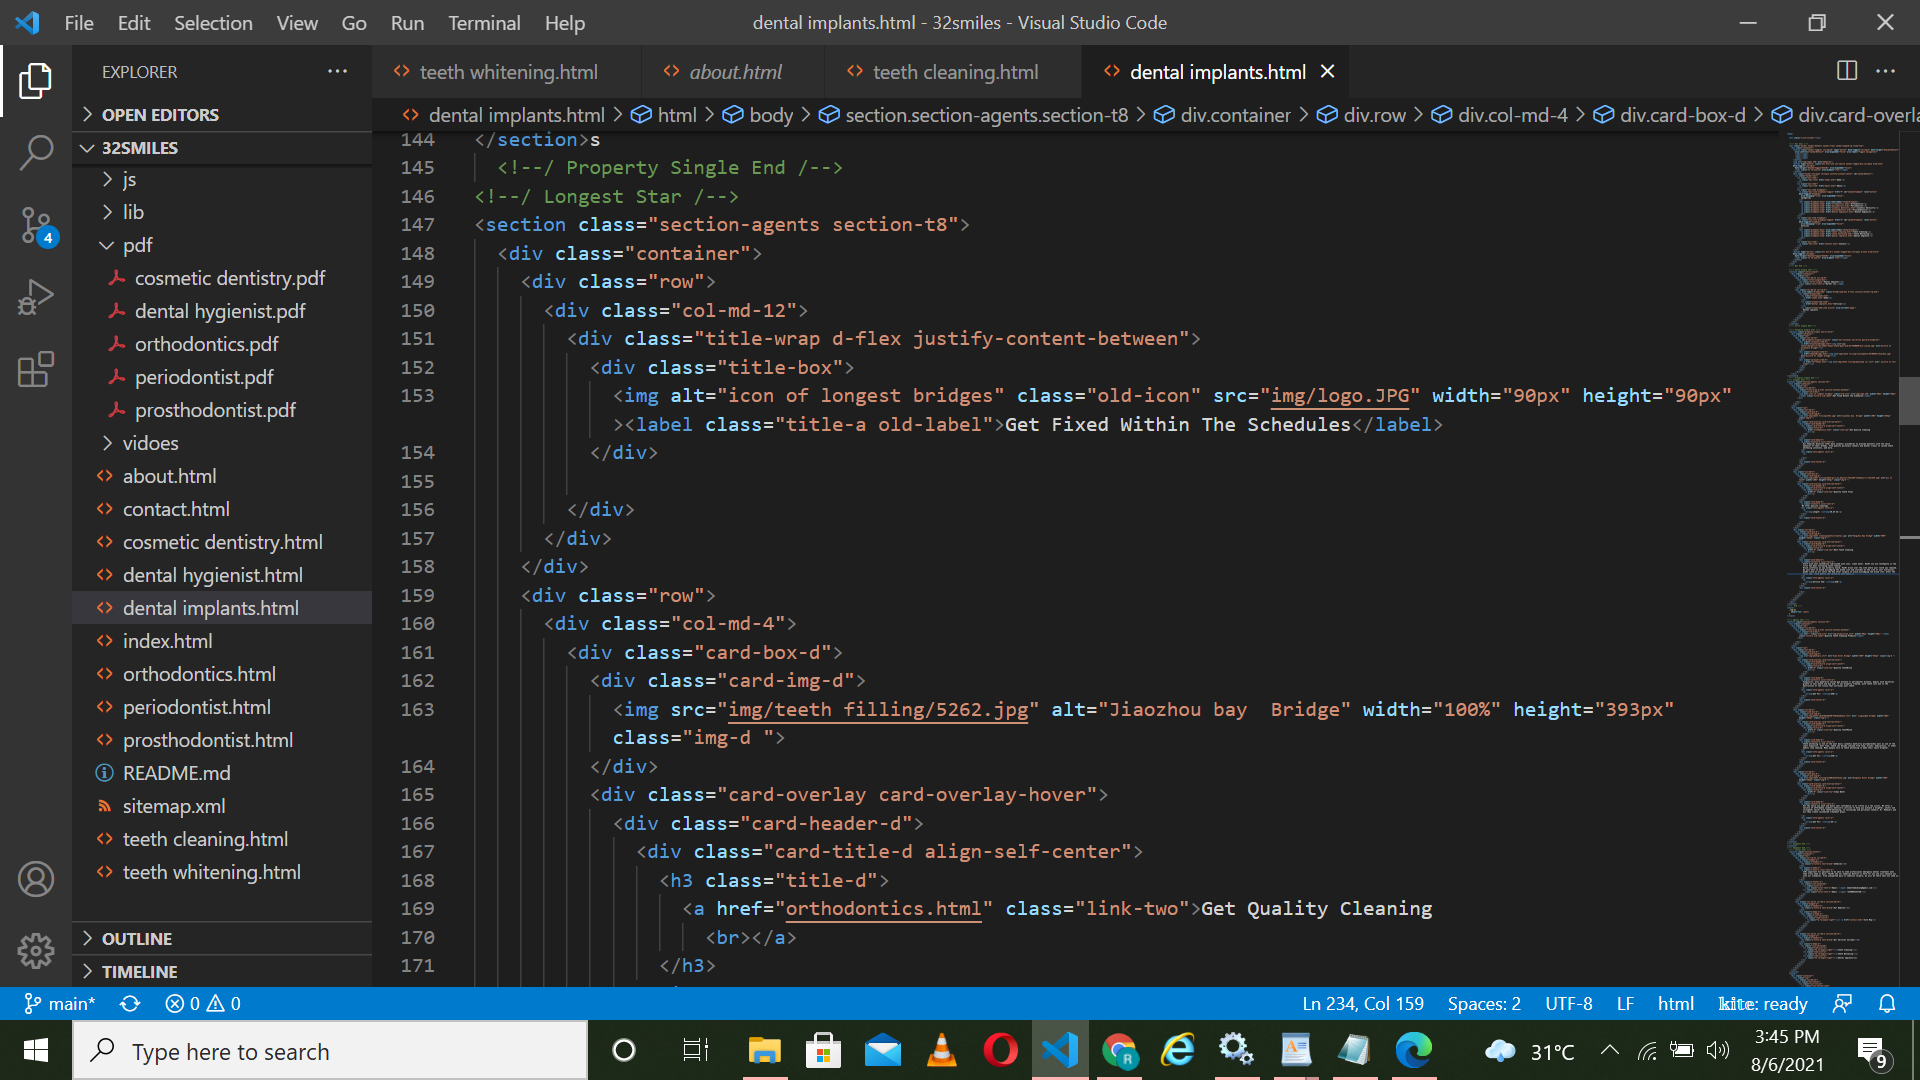 File Edit Selection View Go Run Terminal Help
dental implants.html - 32smiles - Visual Studio Code
EXPLORER
OPEN EDITORS
32SMILES
js
lib
pdf
cosmetic dentistry.pdf
dental hygienist.pdf
orthodontics.pdf
periodontist.pdf
prosthodontist.pdf
vidoes
about.html
contact.html
cosmetic dentistry.html
dental hygienist.html
dental implants.html
index.html
orthodontics.html
periodontist.html
prosthodontist.html
README.md
sitemap.xml
teeth cleaning.html
teeth whitening.html
OUTLINE
TIMELINE
4
teeth whitening.html about.html teeth cleaning.html dental implants.html
dental implants.html > html > body > section.section-agents.section-t8 > div.container > div.row > div.col-md-4 > div.card-box-d > div.card-overla
144 </section>s
145 <!--/ Property Single End /-->
146 <!--/ Longest Star /-->
147 <section class="section-agents section-t8">
148 <div class="container">
149 <div class="row">
150 <div class="col-md-12">
151 <div class="title-wrap d-flex justify-content-between">
152 <div class="title-box">
153 <img alt="icon of longest bridges" class="old-icon" src="img/logo.JPG" width="90px" height="90px"
><label class="title-a old-label">Get Fixed Within The Schedules</label>
154 </div>
155
156 </div>
157 </div>
158 </div>
159 <div class="row">
160 <div class="col-md-4">
161 <div class="card-box-d">
162 <div class="card-img-d">
163 <img src="img/teeth filling/5262.jpg" alt="Jiaozhou bay  Bridge" width="100%" height="393px"
class="img-d ">
164 </div>
165 <div class="card-overlay card-overlay-hover">
166 <div class="card-header-d">
167 <div class="card-title-d align-self-center">
168 <h3 class="title-d">
169 <a href="orthodontics.html" class="link-two">Get Quality Cleaning
170 <br></a>
171 </h3>
main* 0 0
Ln 234, Col 159 Spaces: 2 UTF-8 LF html kite: ready
Type here to search
31°C
3:45 PM
8/6/2021
9